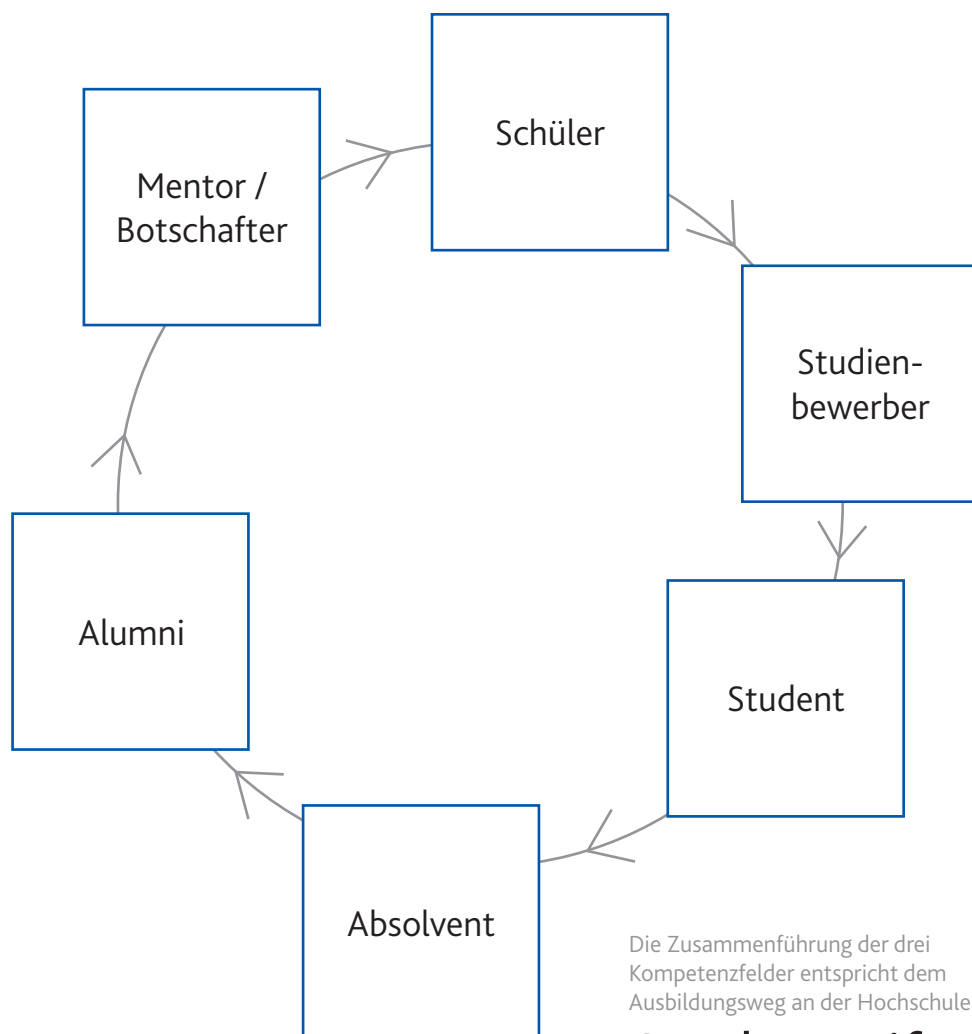 Schüler
Mentor /
Botschafter
Studien-
bewerber
Alumni
Student
Absolvent
Die Zusammenführung der drei
Kompetenzfelder entspricht dem
Ausbildungsweg an der Hochschule